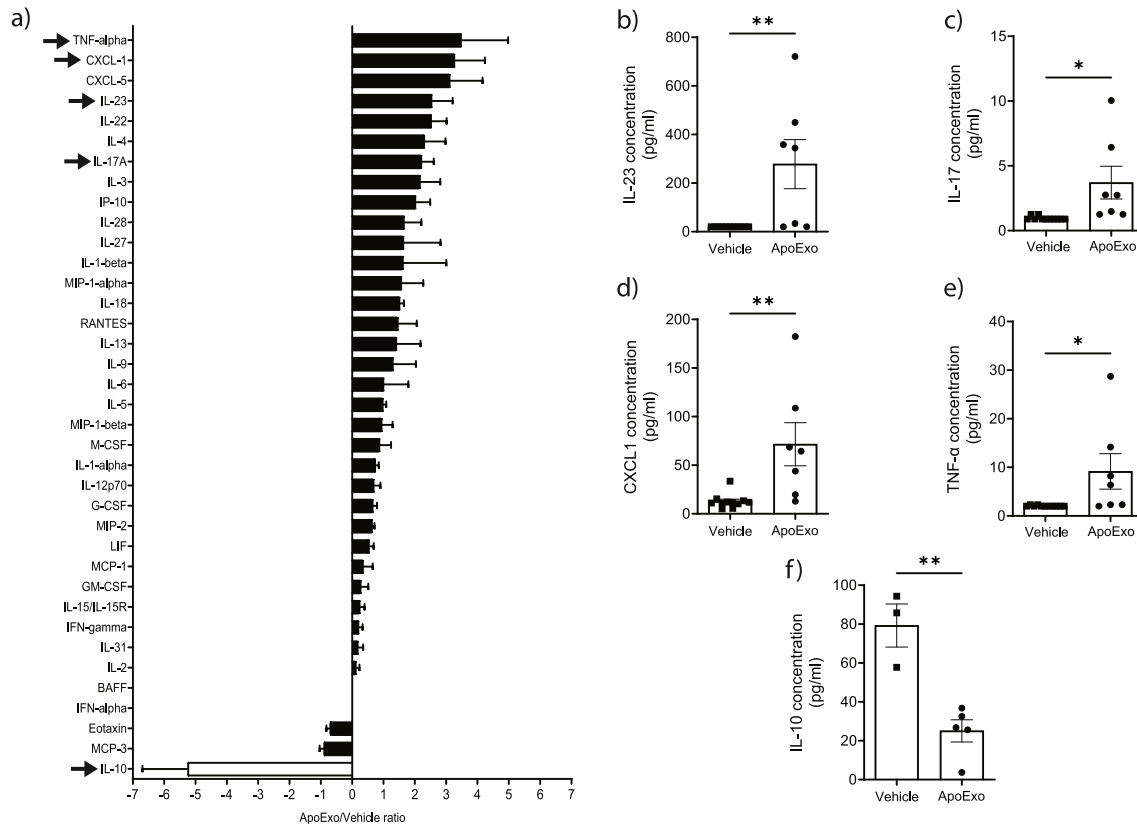 a)
TNF-alpha
CXCL-1
CXCL-5
IL-23
IL-22
IL-4
IL-17A
IL-3
IP-10
IL-28
IL-27
IL-1-beta
MIP-1-alpha
IL-18
RANTES
IL-13
IL-9
IL-6
IL-5
MIP-1-beta
M-CSF
IL-1-alpha
IL-12p70
G-CSF
MIP-2
LIF
MCP-1
GM-CSF
IL-15/IL-15R
IFN-gamma
IL-31
IL-2
BAFF
IFN-alpha
Eotaxin
MCP-3
IL-10
-7 -6 -5 -4 -3 -2 -1 0 1 2 3 4 5 6 7
ApoExo/Vehicle ratio
b)
**
800
600
400
200
0
IL-23 concentration
(pg/ml)
Vehicle ApoExo
c)
*
15
10
5
0
IL-17 concentration
(pg/ml)
Vehicle ApoExo
d)
**
200
150
100
50
0
CXCL1 concentration
(pg/ml)
Vehicle ApoExo
e)
*
40
30
20
10
0
TNF-α concentration
(pg/ml)
Vehicle ApoExo
f)
**
100
80
60
40
20
0
IL-10 concentration
(pg/ml)
Vehicle ApoExo